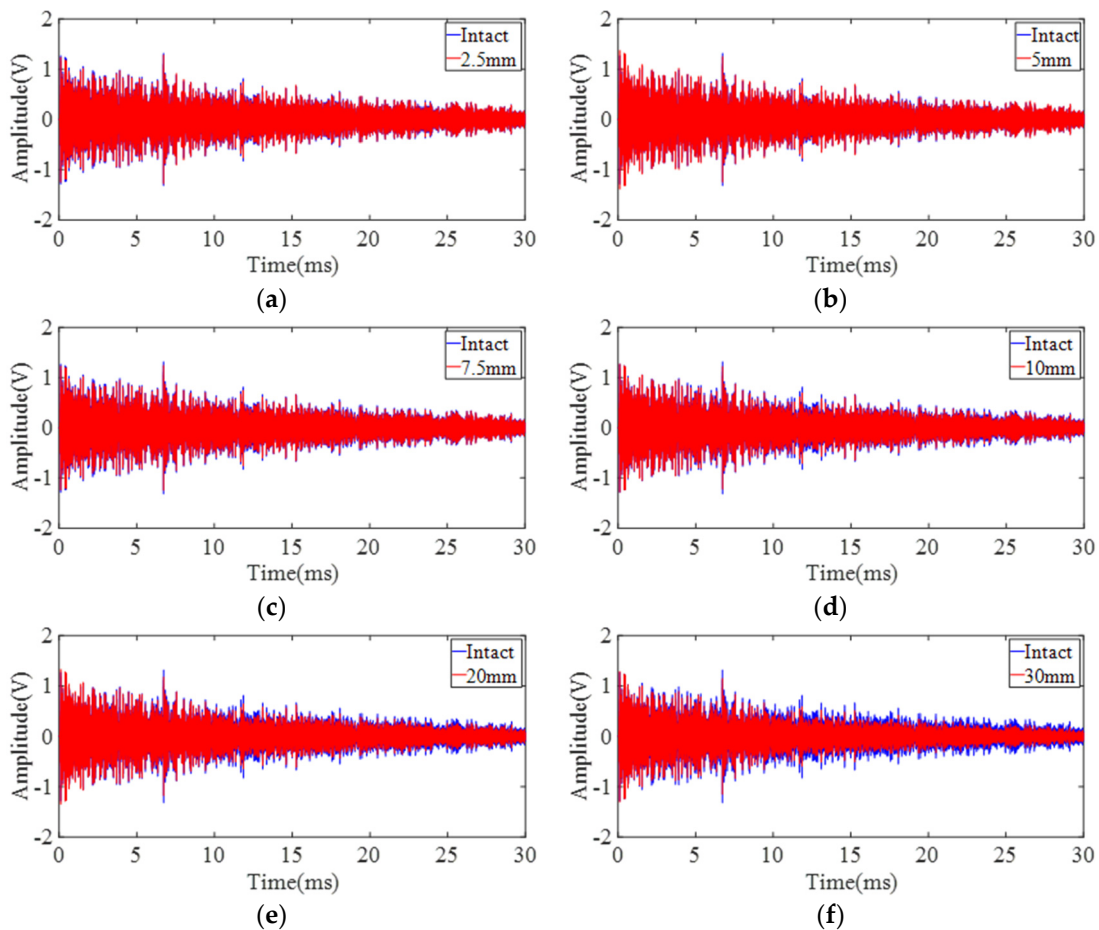 2
1
0
-1
-2
Amplitude(V)
0 5 10 15 20 25 30
Time(ms)
Intact
2.5mm
(a)
2
1
0
-1
-2
Amplitude(V)
0 5 10 15 20 25 30
Time(ms)
Intact
5mm
(b)
2
1
0
-1
-2
Amplitude(V)
0 5 10 15 20 25 30
Time(ms)
Intact
7.5mm
(c)
2
1
0
-1
-2
Amplitude(V)
0 5 10 15 20 25 30
Time(ms)
Intact
10mm
(d)
2
1
0
-1
-2
Amplitude(V)
0 5 10 15 20 25 30
Time(ms)
Intact
20mm
(e)
2
1
0
-1
-2
Amplitude(V)
0 5 10 15 20 25 30
Time(ms)
Intact
30mm
(f)